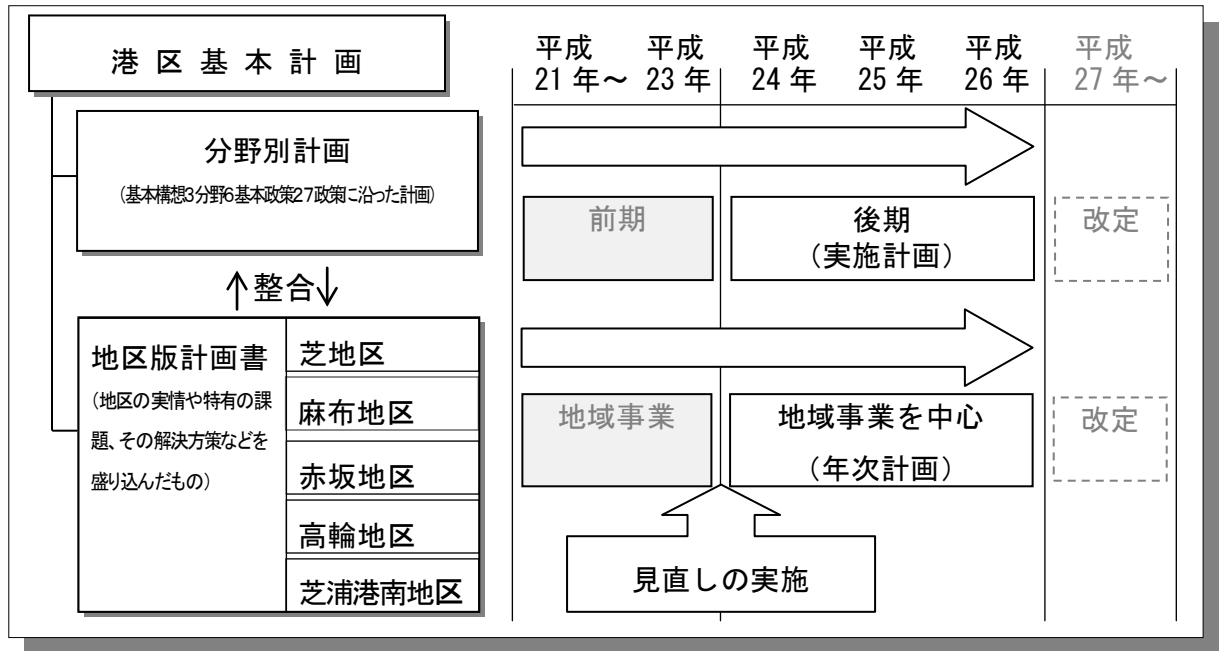 港区基本計画
分野別計画
（基本構想3分野6基本政策27政策に沿った計画）
↑整合↓
地区版計画書
（地区の実情や特有の課
題、その解決方策などを
盛り込んだもの）
芝地区
麻布地区
赤坂地区
高輪地区
芝浦港南地区
平成 平成 平成 平成 平成 平成
21年～ 23年 24年 25年 26年 27年～
前期
後期
（実施計画）
改定
地域事業
地域事業を中心
（年次計画）
改定
見直しの実施